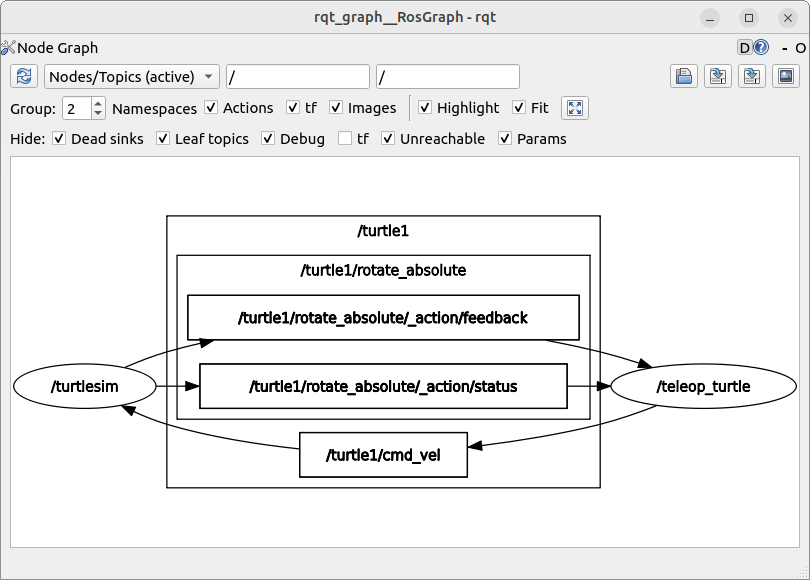 rqt_graph__RosGraph - rqt
Node Graph
D
- O
Nodes/Topics (active)
/
/
Group: 2 Namespaces Actions tf Images Highlight Fit
Hide: Dead sinks Leaf topics Debug tf Unreachable Params
/turtle1
/turtle1/rotate_absolute
/turtle1/rotate_absolute/_action/feedback
/turtlesim
/turtle1/rotate_absolute/_action/status
/teleop_turtle
/turtle1/cmd_vel